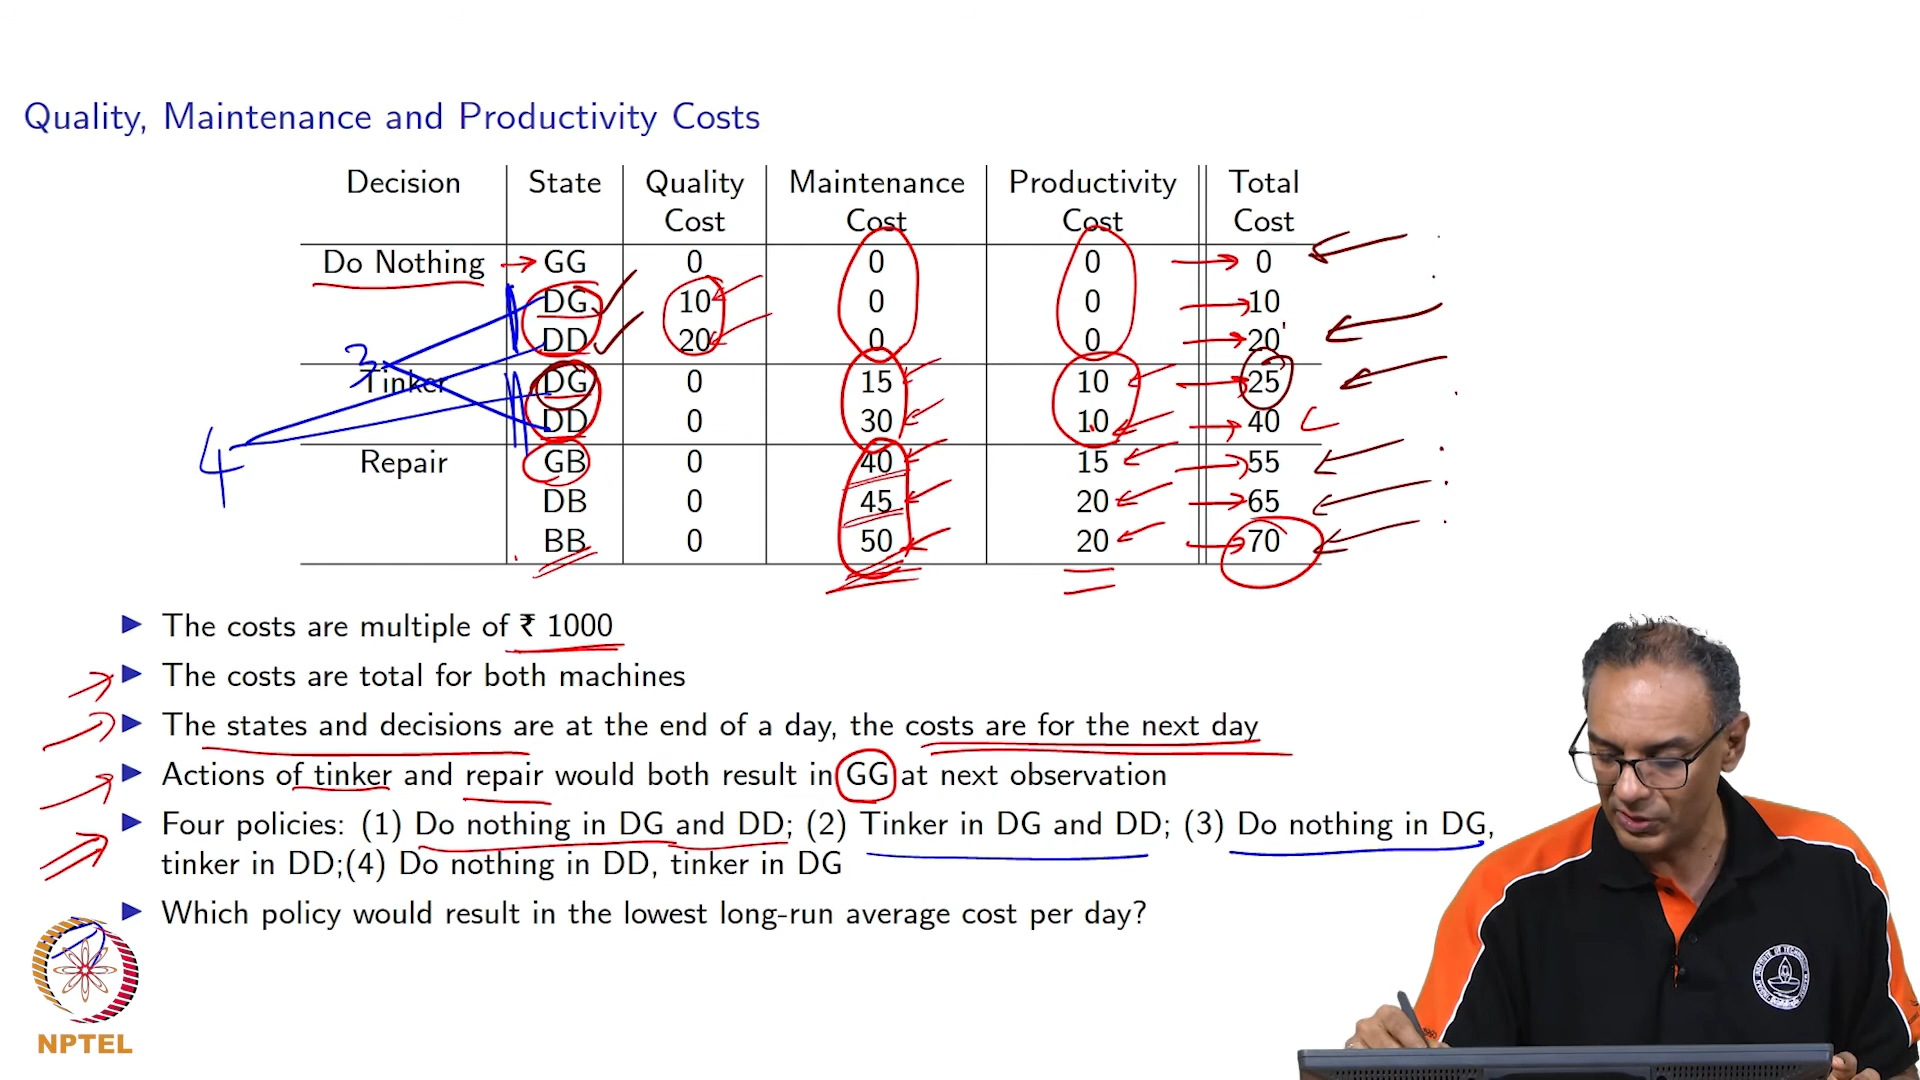 Quality, Maintenance and Productivity Costs
Decision State Quality Maintenance Productivity Total
Cost Cost Cost Cost
Do Nothing GG 0 0 0 0
DG 10 0 0 10
DD 20 0 0 20
3
Tinker DG 0 15 10 25
DD 0 30 10 40
4
Repair GB 0 40 15 55
DB 0 45 20 65
BB 0 50 20 70
The costs are multiple of ₹ 1000
The costs are total for both machines
The states and decisions are at the end of a day, the costs are for the next day
Actions of tinker and repair would both result in GG at next observation
Four policies: (1) Do nothing in DG and DD; (2) Tinker in DG and DD; (3) Do nothing in DG,
tinker in DD;(4) Do nothing in DD, tinker in DG
Which policy would result in the lowest long-run average cost per day?
NPTEL